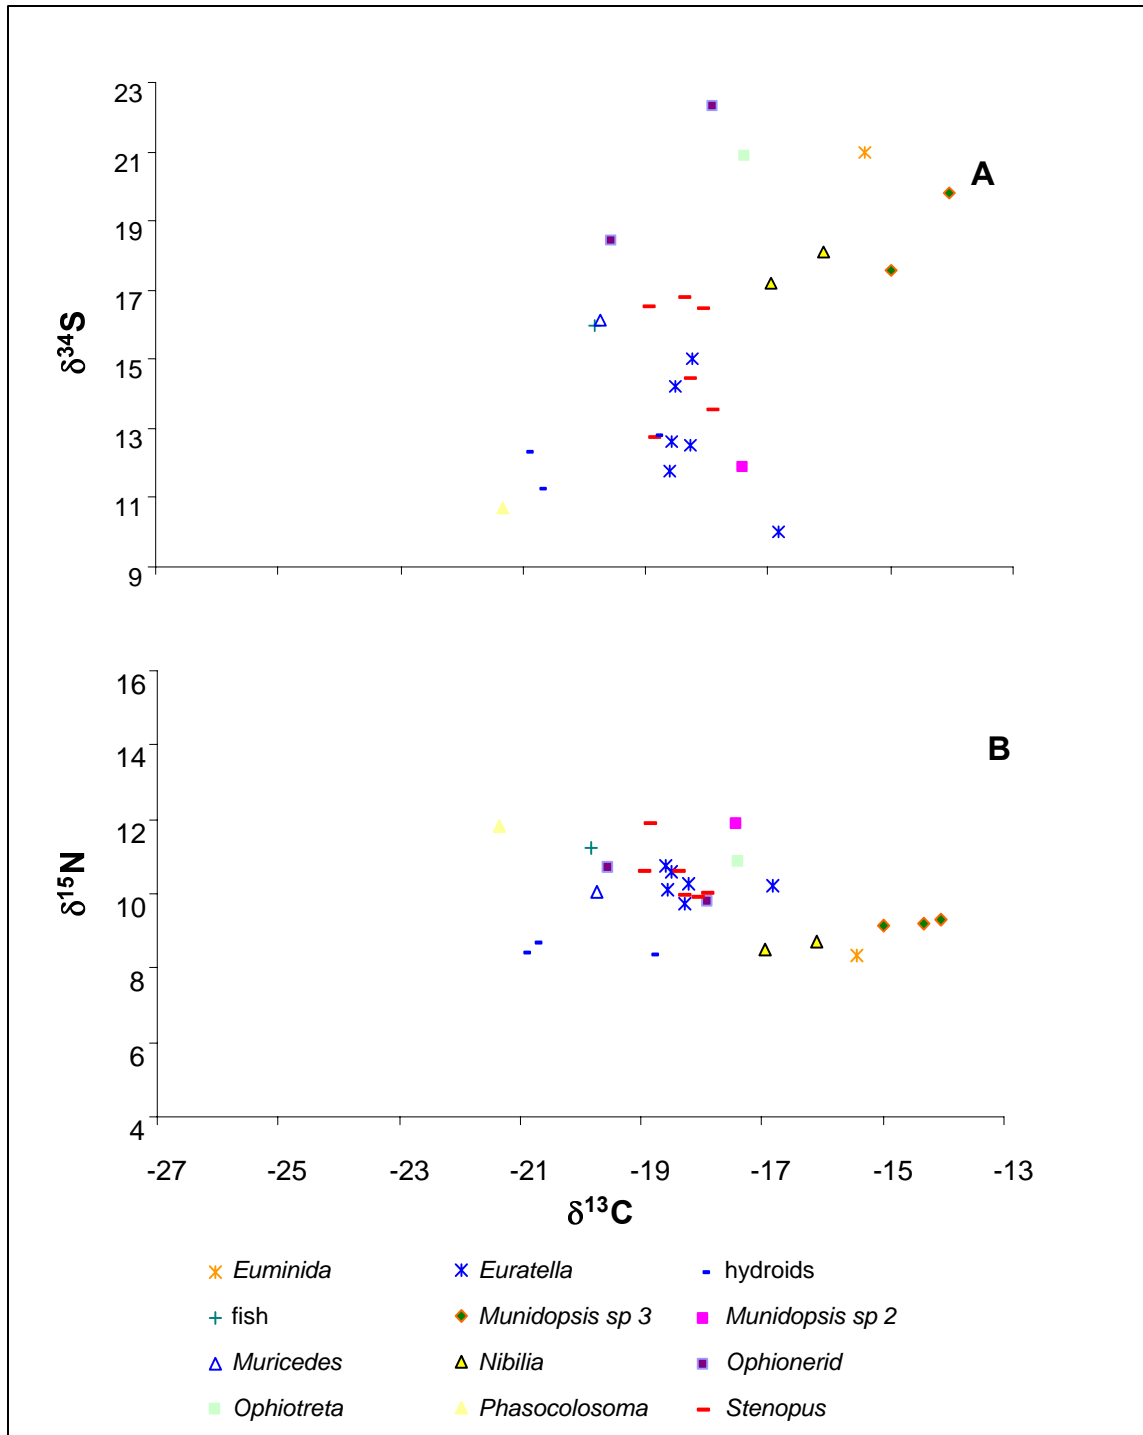 23
21
A
19
17
δ34S
15
13
11
9
16
14
B
12
δ15N
10
8
6
4
-27 -25 -23 -21 -19 -17 -15 -13
δ13C
Euminida Euratella hydroids
fish Munidopsis sp 3 Munidopsis sp 2
Muricedes Nibilia Ophionerid
Ophiotreta Phasocolosoma Stenopus